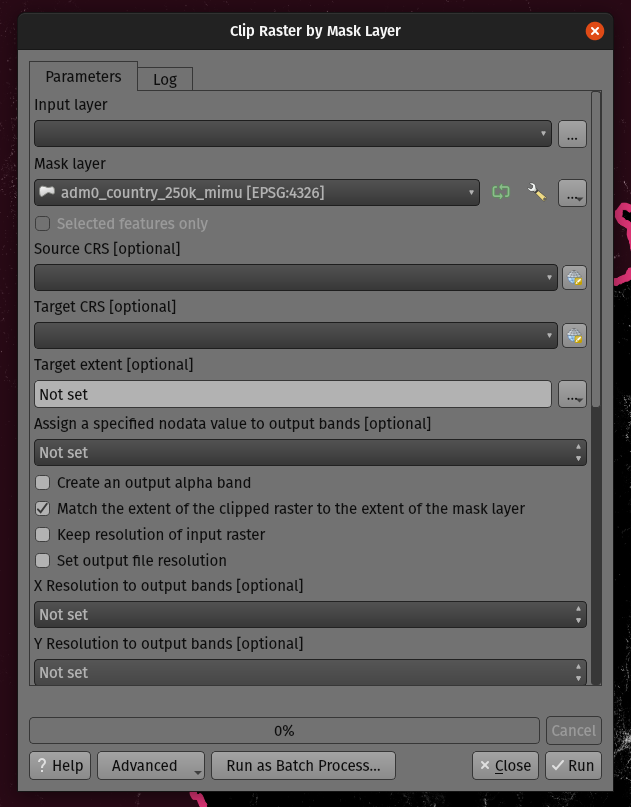 Clip Raster by Mask Layer
Parameters
Log
Input layer
...
Mask layer
adm0_country_250k_mimu [EPSG:4326]
...
Selected features only
Source CRS [optional]
Target CRS [optional]
Target extent [optional]
Not set
...
Assign a specified nodata value to output bands [optional]
Not set
Create an output alpha band
Match the extent of the clipped raster to the extent of the mask layer
Keep resolution of input raster
Set output file resolution
X Resolution to output bands [optional]
Not set
Y Resolution to output bands [optional]
Not set
0%
Cancel
? Help
Advanced
Run as Batch Process...
Close
Run